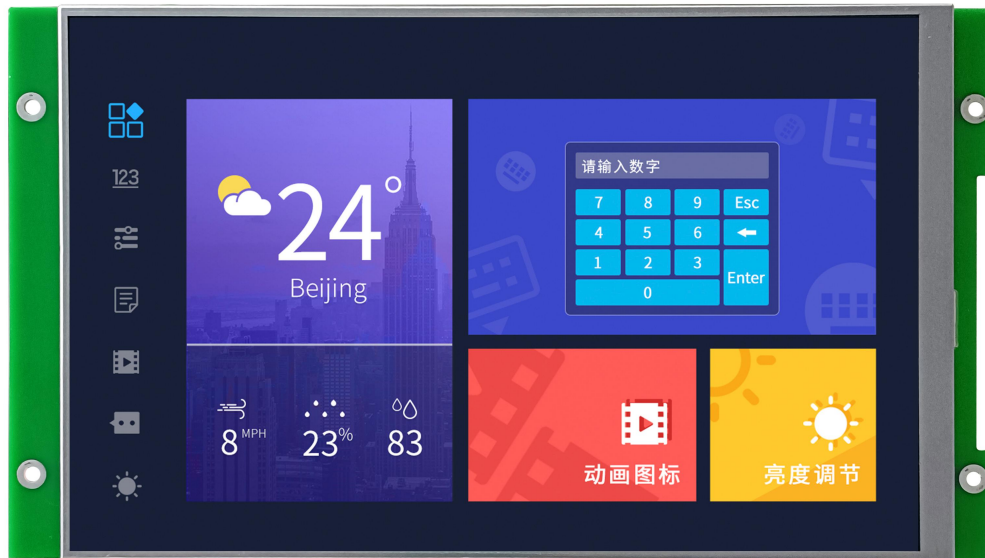 123
24°
Beijing
8 MPH
23%
83
请输入数字
7 8 9 Esc
4 5 6
1 2 3 Enter
0
动画图标
亮度调节